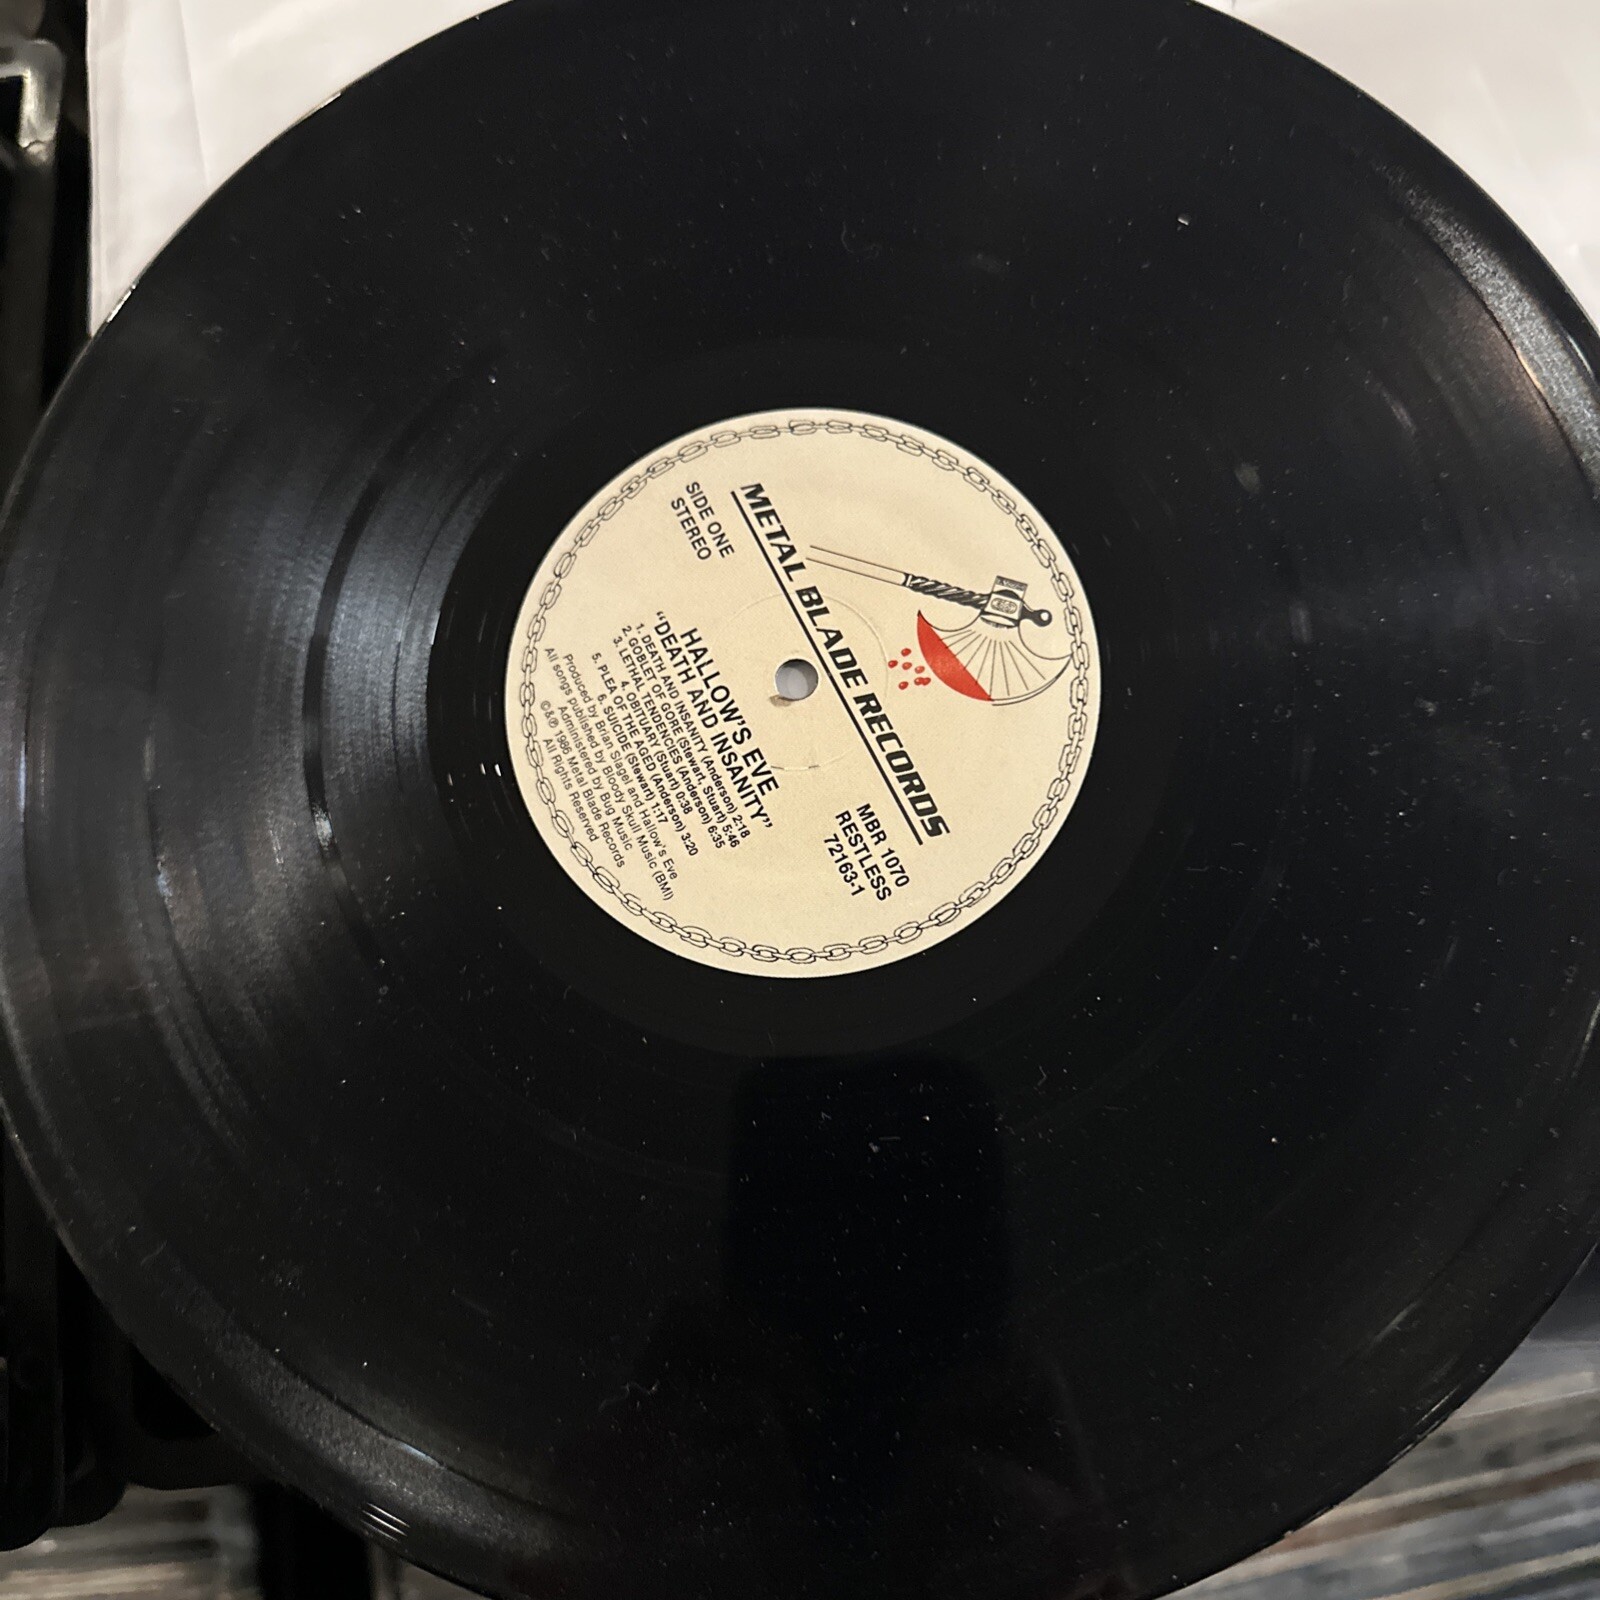 METAL BLADE RECORDS
SIDE ONE
STEREO
MBR 1070
RESTLESS
72163-1
HALLOW'S EVE
"DEATH AND INSANITY"
1. DEATH AND INSANITY (Anderson) 2:18
2. GOBLET OF GORE (Stewart, Stuart) 5:46
3. LETHAL TENDENCIES (Anderson) 6:35
4. OBITUARY (Stuart) 0:38
5. PLEA OF THE AGED (Anderson) 3:20
6. SUICIDE (Stewart) 1:17
Produced by Brian Slagel and Hallow's Eve
All songs published by Bloody Skull Music (BMI)
Administered by Bug Music
©&℗ 1986 Metal Blade Records
All Rights Reserved